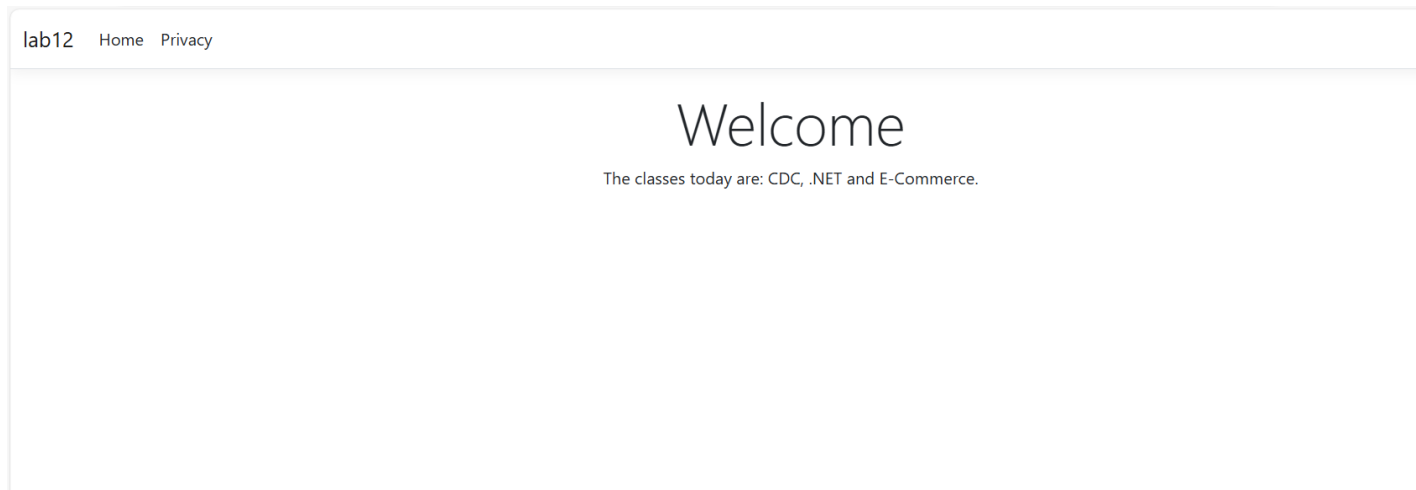 lab12 Home Privacy
Welcome
The classes today are: CDC, .NET and E-Commerce.